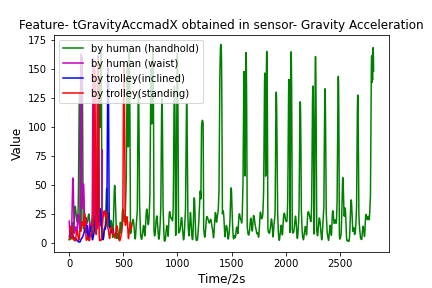 Feature- tGravityAccmadX obtained in sensor- Gravity Acceleration
by human (handhold)
by human (waist)
by trolley(inclined)
by trolley(standing)
175
150
125
100
75
50
25
0
Value
0 500 1000 1500 2000 2500
Time/2s